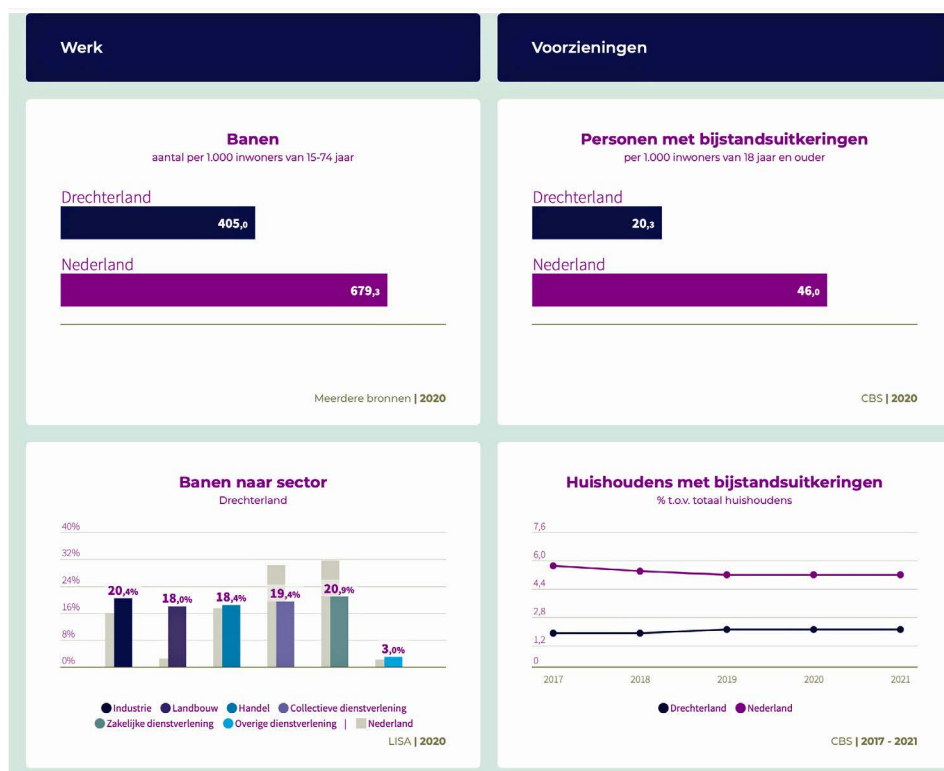 Werk
Banen
aantal per 1.000 inwoners van 15-74 jaar
Drechterland
405,0
Nederland
679,3
Meerdere bronnen | 2020
Voorzieningen
Personen met bijstandsuitkeringen
per 1.000 inwoners van 18 jaar en ouder
Drechterland
20,3
Nederland
46,0
CBS | 2020
Banen naar sector
Drechterland
40%
32%
24%
16%
8%
0%
20,4%
18,0%
18,4%
19,4%
20,9%
3,0%
Industrie Landbouw Handel Collectieve dienstverlening
Zakelijke dienstverlening Overige dienstverlening | Nederland
LISA | 2020
Huishoudens met bijstandsuitkeringen
% t.o.v. totaal huishoudens
7,6
6,0
4,4
2,8
1,2
0
2017 2018 2019 2020 2021
Drechterland Nederland
CBS | 2017 - 2021